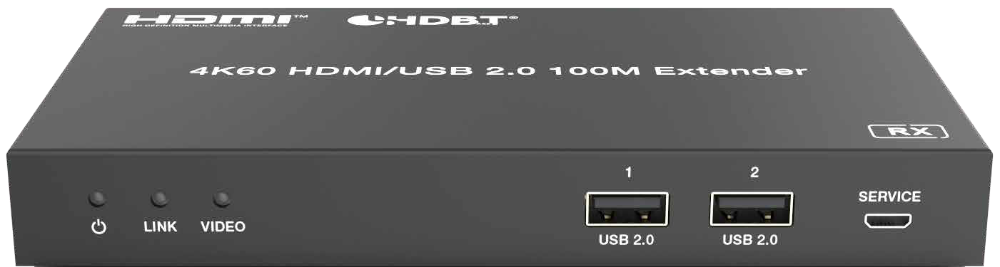 HDMI™
HIGH-DEFINITION MULTIMEDIA INTERFACE
HDBT®
4K60 HDMI/USB 2.0 100M Extender
RX
1
2
SERVICE
LINK
VIDEO
USB 2.0
USB 2.0